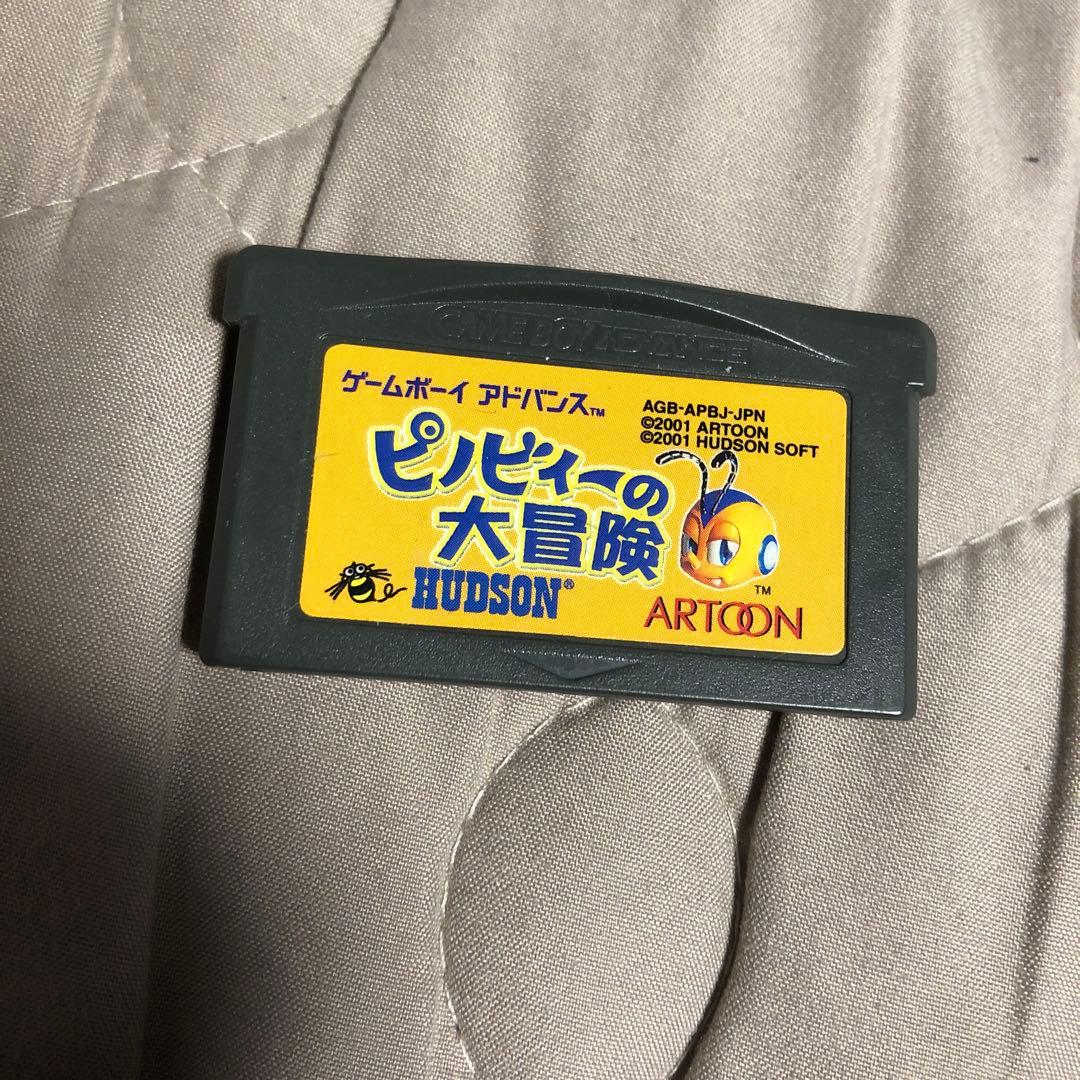 GAME BOY ADVANCE
ゲームボーイ アドバンス™
AGB-APBJ-JPN
©2001 ARTOON
©2001 HUDSON SOFT
ピノビィーの
大冒険
™
HUDSON®
ARTOON